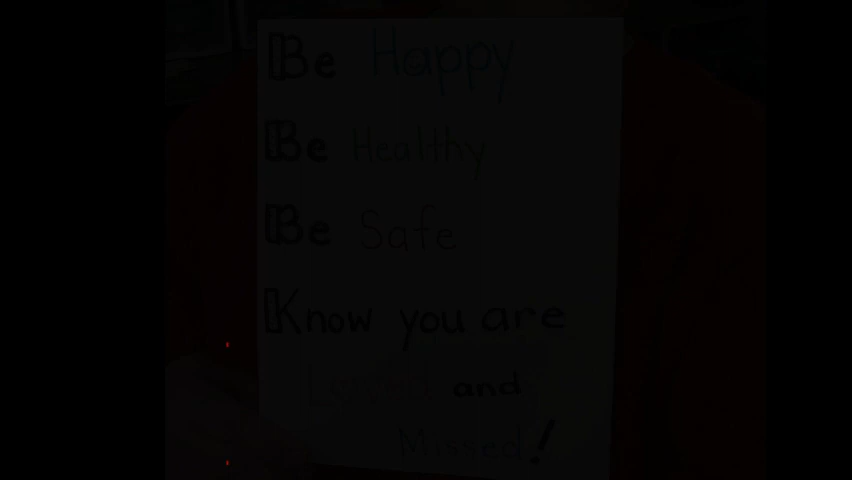 Be Happy
Be Healthy
Be Safe
Know you are
Loved and
Missed!